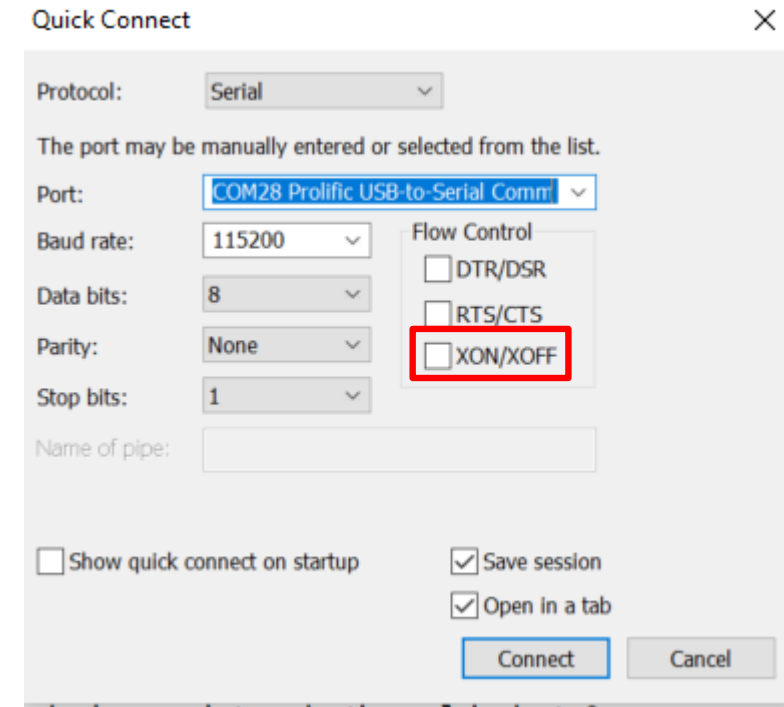 Quick Connect
Protocol: Serial
The port may be manually entered or selected from the list.
Port: COM28 Prolific USB-to-Serial Comm
Baud rate: 115200
Flow Control
DTR/DSR
Data bits: 8
RTS/CTS
Parity: None
XON/XOFF
Stop bits: 1
Name of pipe:
Show quick connect on startup
Save session
Open in a tab
Connect Cancel